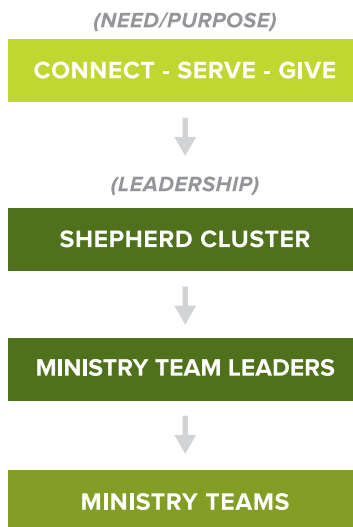 (NEED/PURPOSE)
CONNECT - SERVE - GIVE
(LEADERSHIP)
SHEPHERD CLUSTER
MINISTRY TEAM LEADERS
MINISTRY TEAMS